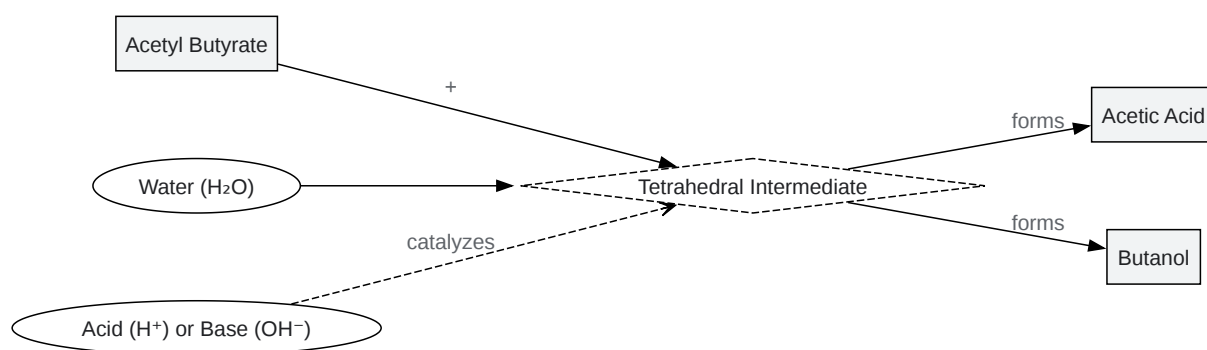 Acetyl Butyrate
+
Water (H₂O)
catalyzes
Acid (H⁺) or Base (OH⁻)
Tetrahedral Intermediate
forms
Acetic Acid
forms
Butanol